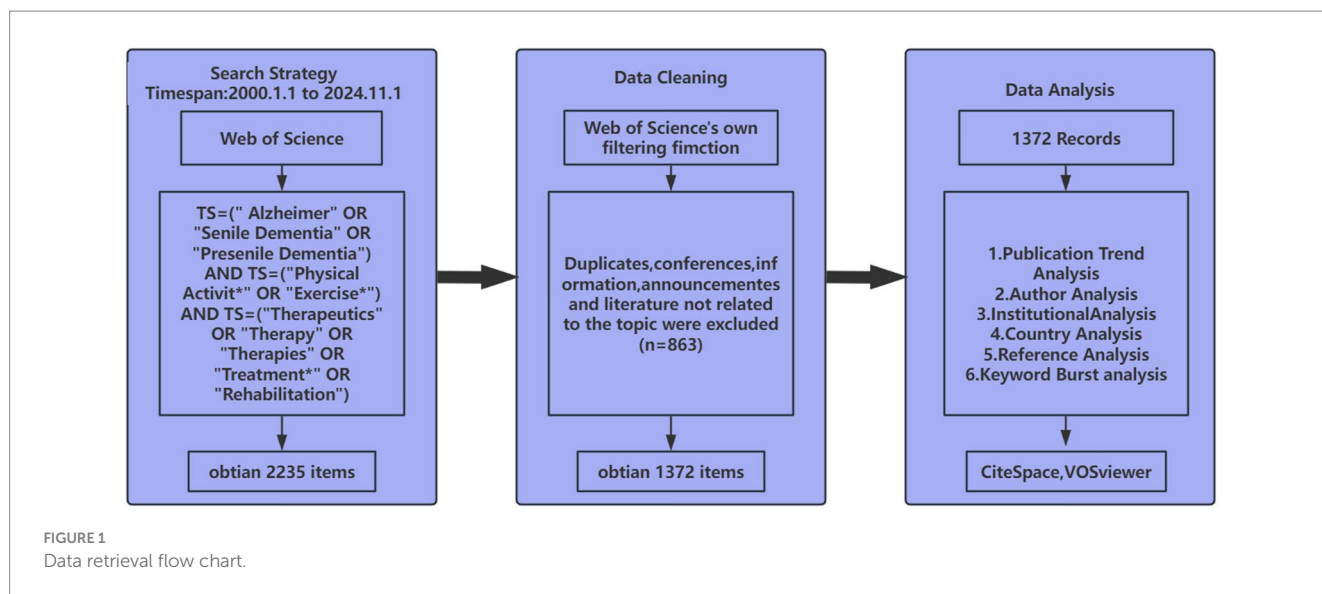 Search Strategy
Timespan:2000.1.1 to 2024.11.1
Web of Science
TS=(" Alzheimer" OR
"Senile Dementia" OR
"Presenile Dementia")
AND TS=("Physical
Activit*" OR "Exercise*")
AND TS=("Therapeutics"
OR "Therapy" OR
"Therapies" OR
"Treatment*" OR
"Rehabilitation")
obtian 2235 items
Data Cleaning
Web of Science's own
filtering fimction
Duplicates,conferences,inf
ormation,announcementes
and literature not related
to the topic were excluded
(n=863)
obtian 1372 items
Data Analysis
1372 Records
1.Publication Trend
Analysis
2.Author Analysis
3.InstitutionalAnalysis
4.Country Analysis
5.Reference Analysis
6.Keyword Burst analysis
CiteSpace,VOSviewer
FIGURE 1
Data retrieval flow chart.